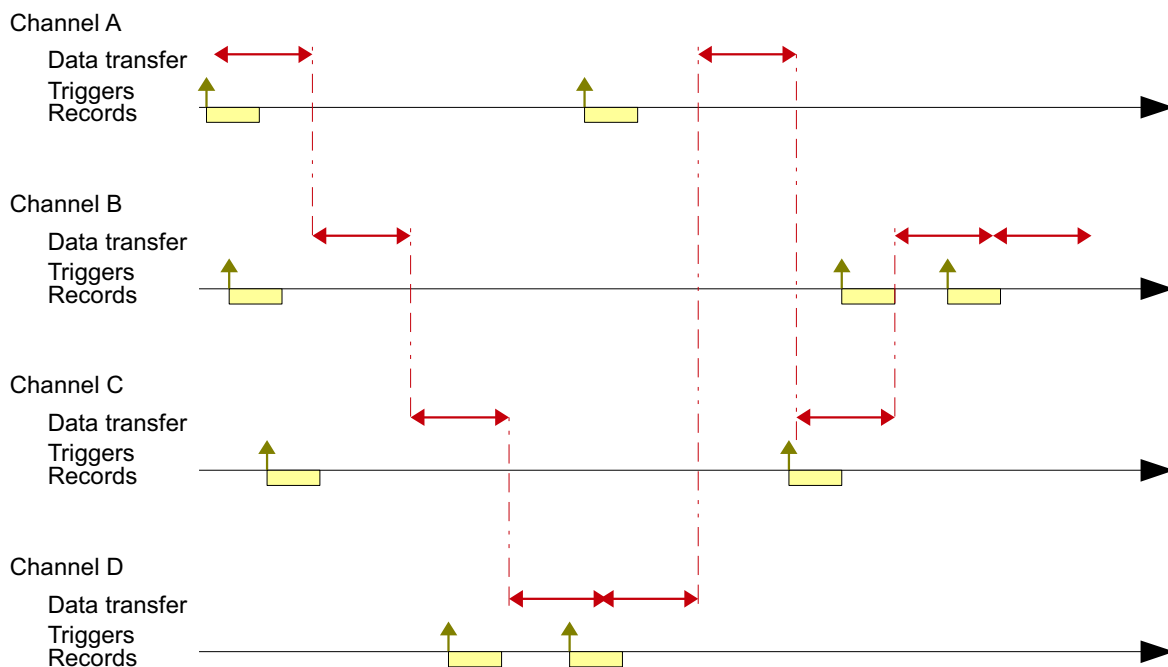 Channel A
Data transfer
Triggers
Records
Channel B
Data transfer
Triggers
Records
Channel C
Data transfer
Triggers
Records
Channel D
Data transfer
Triggers
Records